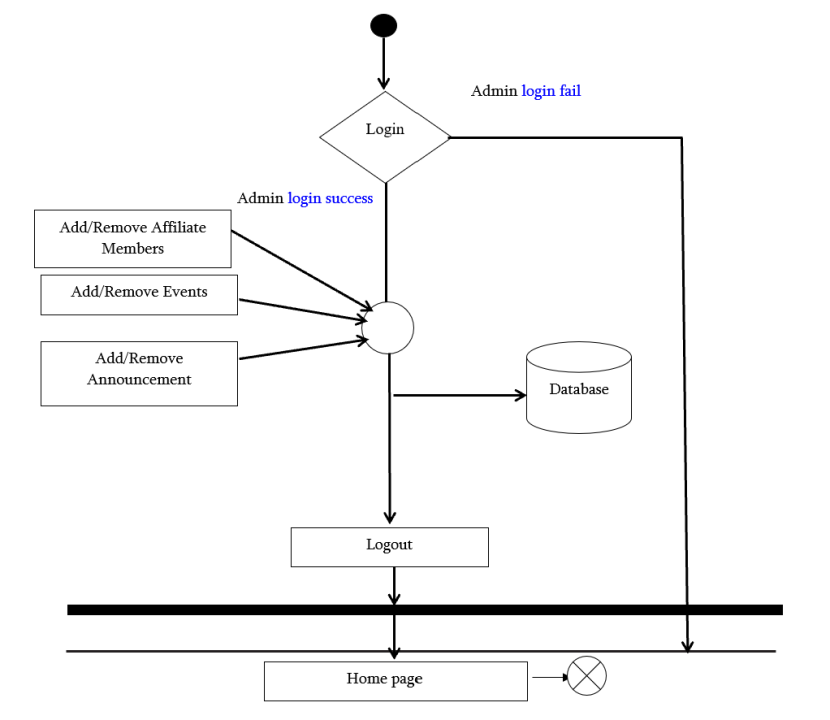 Admin login fail
Login
Admin login success
Add/Remove Affiliate
Members
Add/Remove Events
Add/Remove
Announcement
Database
Logout
Home page